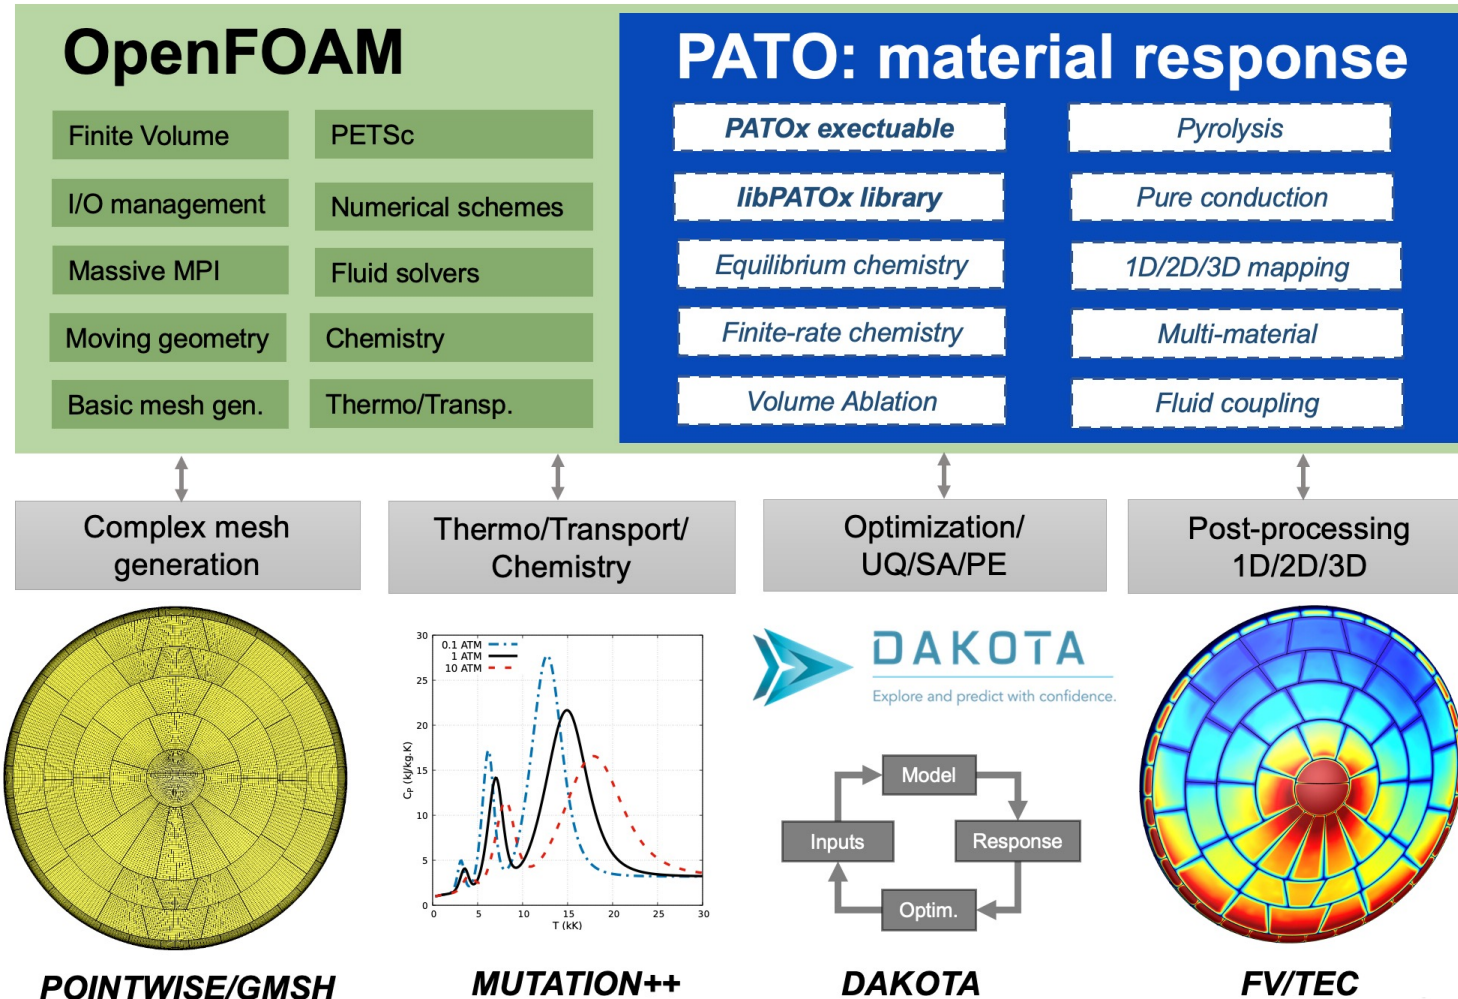 OpenFOAM
Finite Volume
PETSc
I/O management
Numerical schemes
Massive MPI
Fluid solvers
Moving geometry
Chemistry
Basic mesh gen.
Thermo/Transp.
PATO: material response
PATOx exectuable
Pyrolysis
libPATOx library
Pure conduction
Equilibrium chemistry
1D/2D/3D mapping
Finite-rate chemistry
Multi-material
Volume Ablation
Fluid coupling
Complex mesh
generation
Thermo/Transport/
Chemistry
Optimization/
UQ/SA/PE
Post-processing
1D/2D/3D
0.1 ATM
1 ATM
10 ATM
30
25
20
15
10
5
0
Cp (kJ/kg.K)
0 5 10 15 20 25 30
T (kK)
DAKOTA
Explore and predict with confidence.
Model
Inputs
Response
Optim.
POINTWISE/GMSH
MUTATION++
DAKOTA
FV/TEC